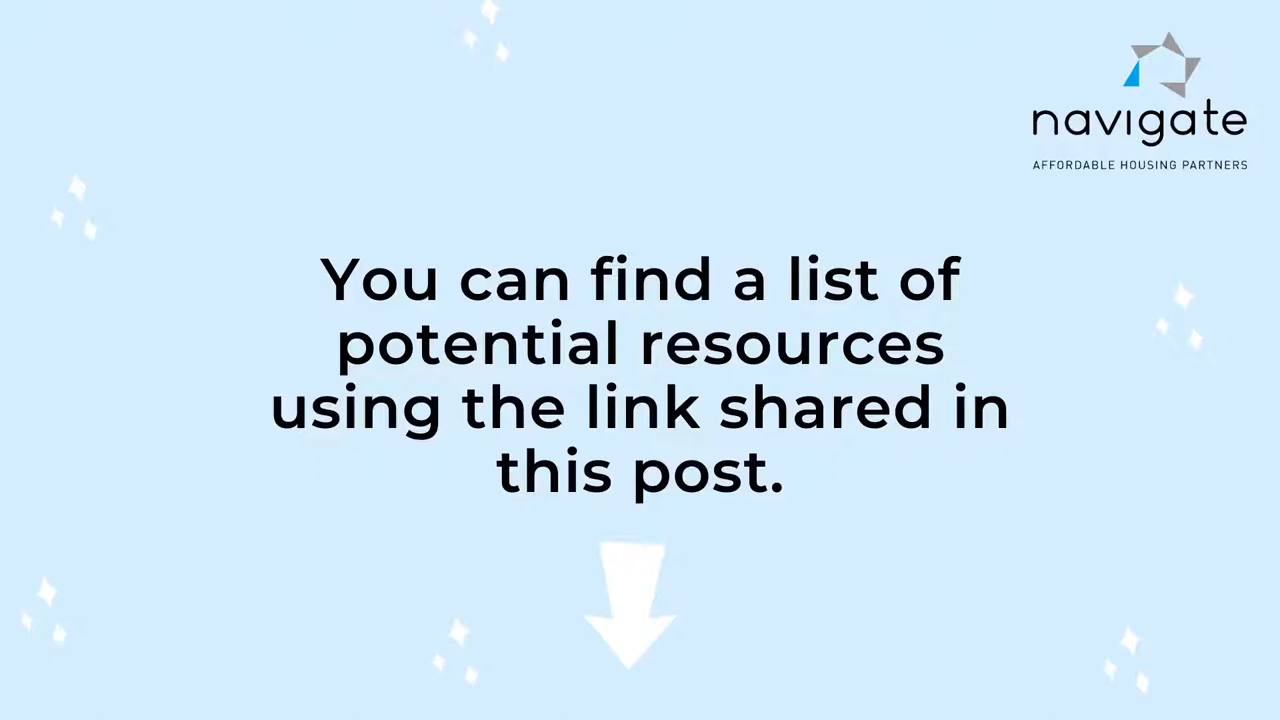 navigate
AFFORDABLE HOUSING PARTNERS
You can find a list of
potential resources
using the link shared in
this post.